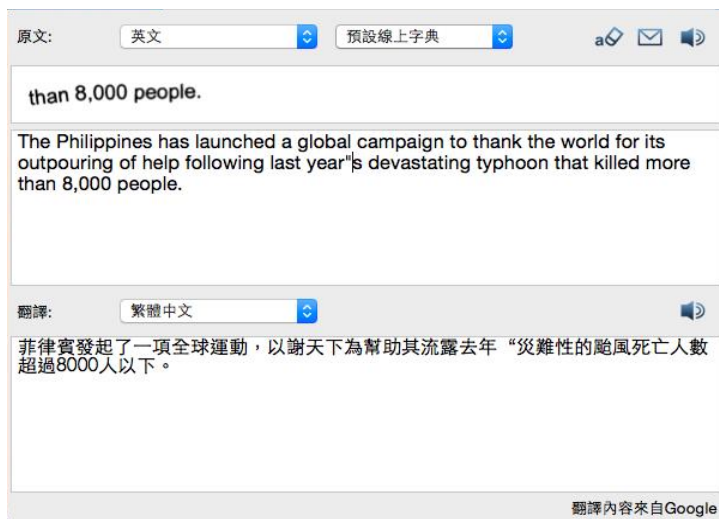 原文: 英文 預設線上字典 a
than 8,000 people.
The Philippines has launched a global campaign to thank the world for its
outpouring of help following last year"s devastating typhoon that killed more
than 8,000 people.
翻譯: 繁體中文
菲律賓發起了一項全球運動，以謝天下為幫助其流露去年“災難性的颱風死亡人數
超過8000人以下。
翻譯內容來自Google